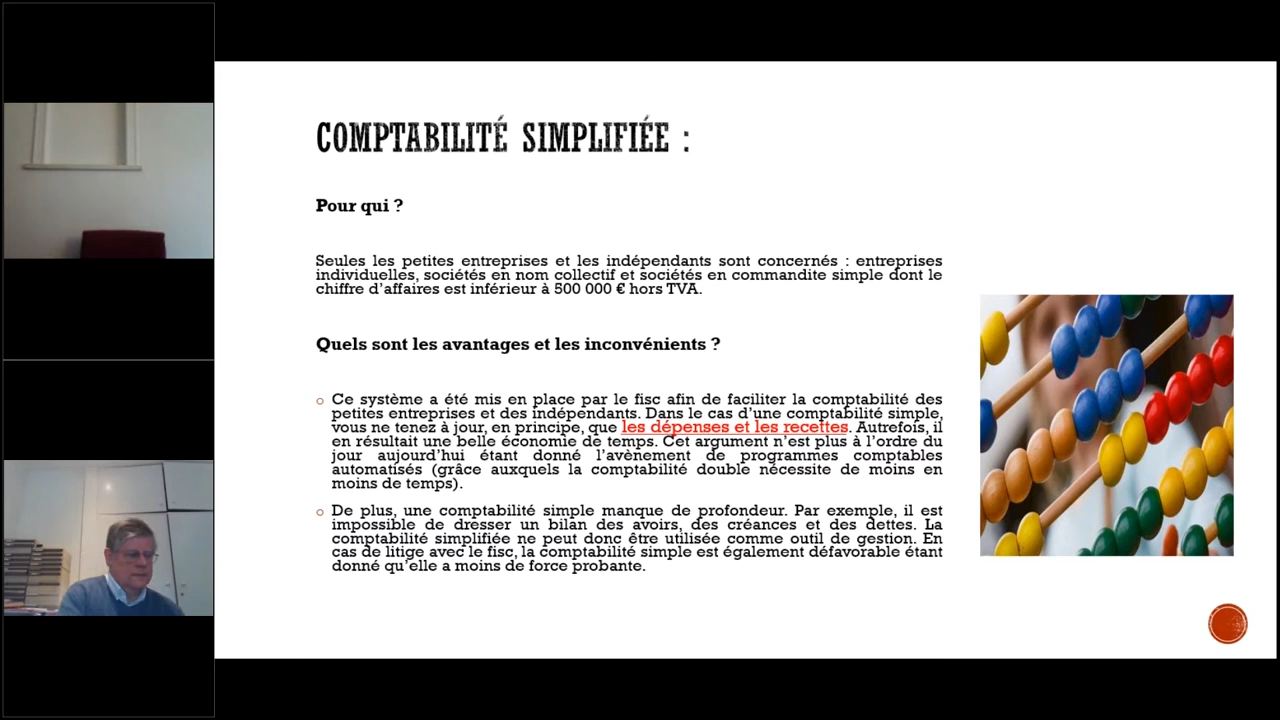 COMPTABILITÉ SIMPLIFIÉE :
Pour qui ?
Seules les petites entreprises et les indépendants sont concernés : entreprises
individuelles, sociétés en nom collectif et sociétés en commandite simple dont le
chiffre d’affaires est inférieur à 500 000 € hors TVA.
Quels sont les avantages et les inconvénients ?
Ce système a été mis en place par le fisc afin de faciliter la comptabilité des
petites entreprises et des indépendants. Dans le cas d’une comptabilité simple,
vous ne tenez à jour, en principe, que les dépenses et les recettes. Autrefois, il
en résultait une belle économie de temps. Cet argument n’est plus à l’ordre du
jour aujourd’hui étant donné l’avènement de programmes comptables
automatisés (grâce auxquels la comptabilité double nécessite de moins en
moins de temps).
De plus, une comptabilité simple manque de profondeur. Par exemple, il est
impossible de dresser un bilan des avoirs, des créances et des dettes. La
comptabilité simplifiée ne peut donc être utilisée comme outil de gestion. En
cas de litige avec le fisc, la comptabilité simple est également défavorable étant
donné qu’elle a moins de force probante.